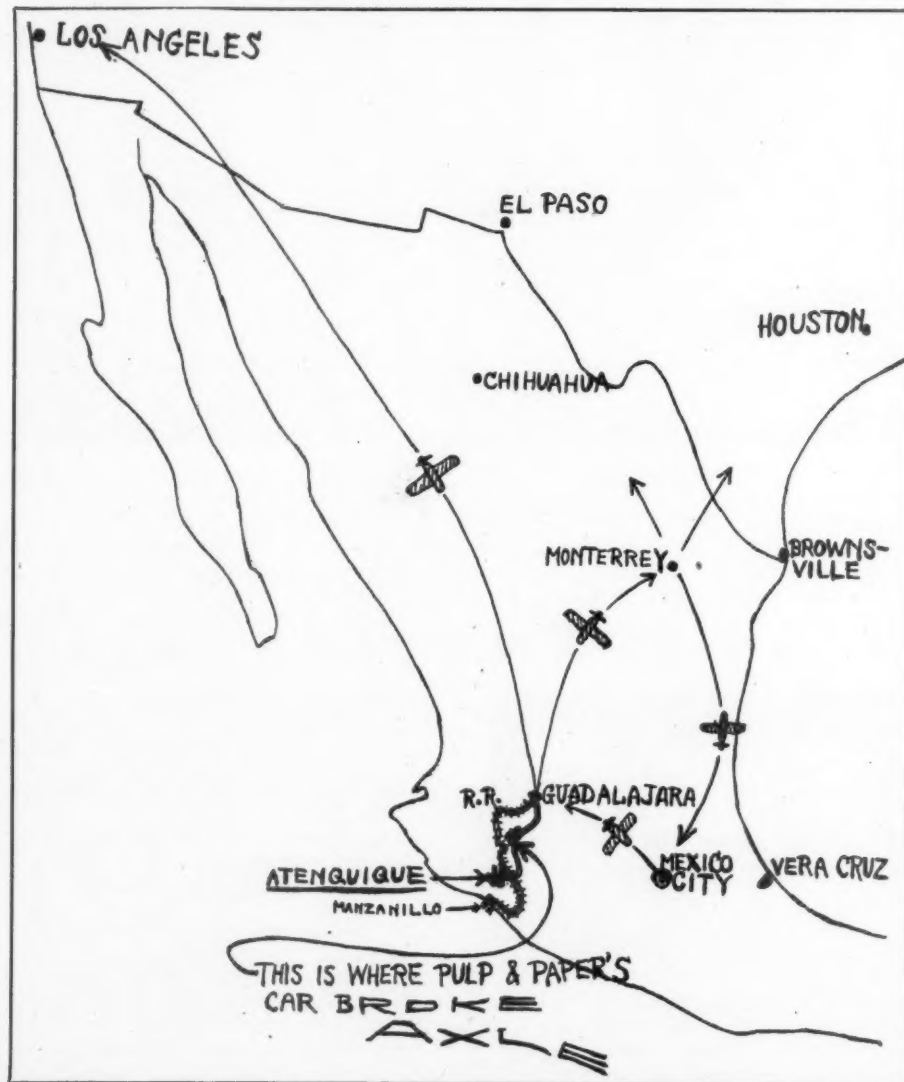 LOS ANGELES
EL PASO
HOUSTON
CHIHUAHUA
MONTERREY
BROWNS-
VILLE
R.R.
GUADALAJARA
MEXICO
CITY
VERA CRUZ
ATENQUIQUE
MANZANILLO
THIS IS WHERE PULP & PAPER'S
CAR BROKE
AXLE